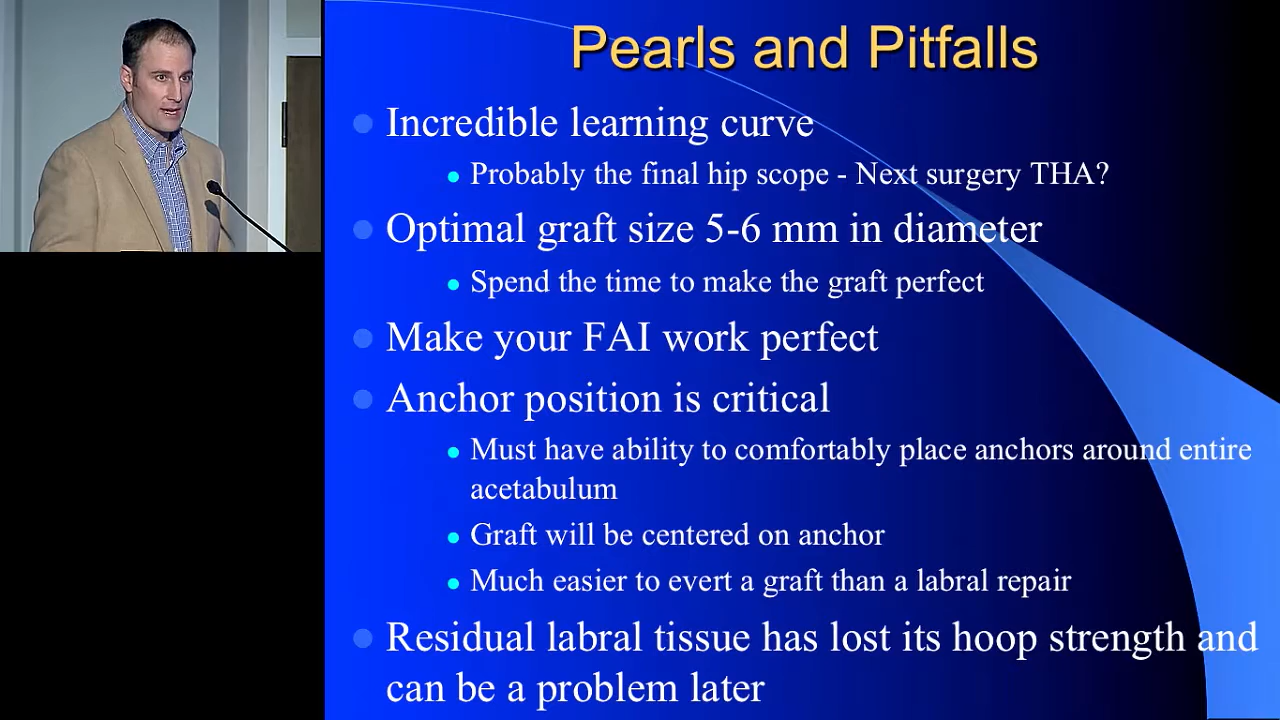 Pearls and Pitfalls
Incredible learning curve
Probably the final hip scope - Next surgery THA?
Optimal graft size 5-6 mm in diameter
Spend the time to make the graft perfect
Make your FAI work perfect
Anchor position is critical
Must have ability to comfortably place anchors around entire
acetabulum
Graft will be centered on anchor
Much easier to evert a graft than a labral repair
Residual labral tissue has lost its hoop strength and
can be a problem later